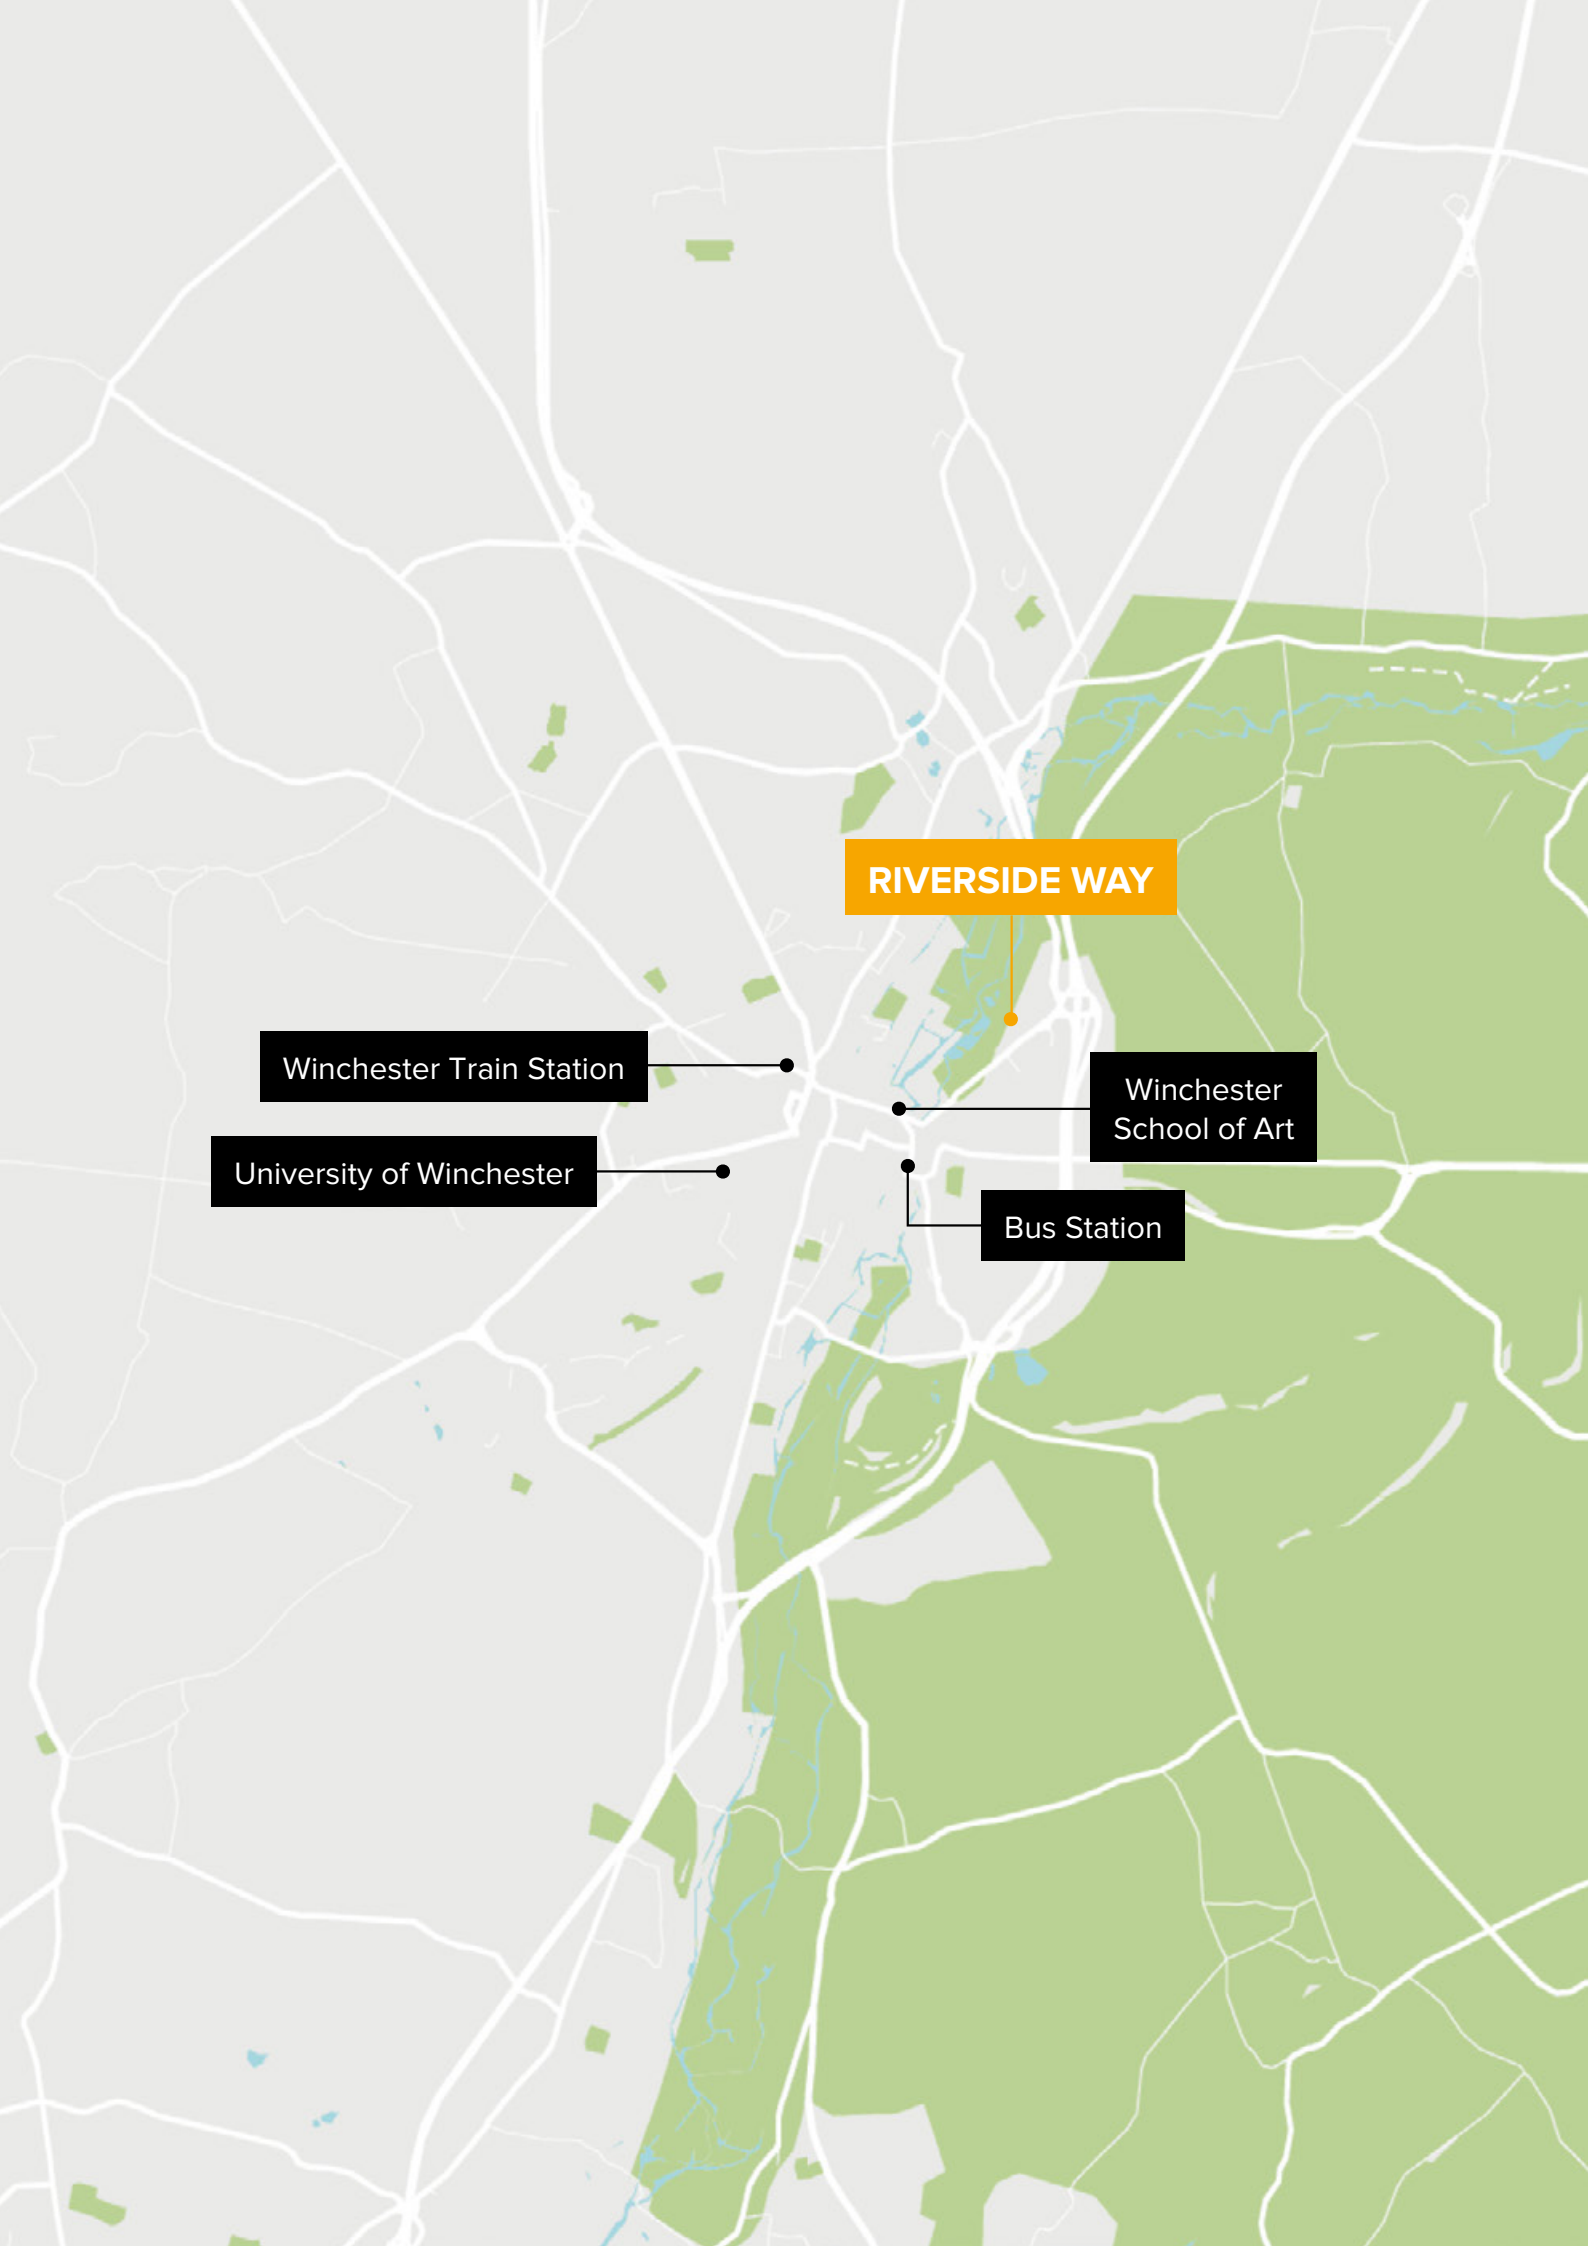 RIVERSIDE WAY
Winchester Train Station
Winchester
School of Art
University of Winchester
Bus Station